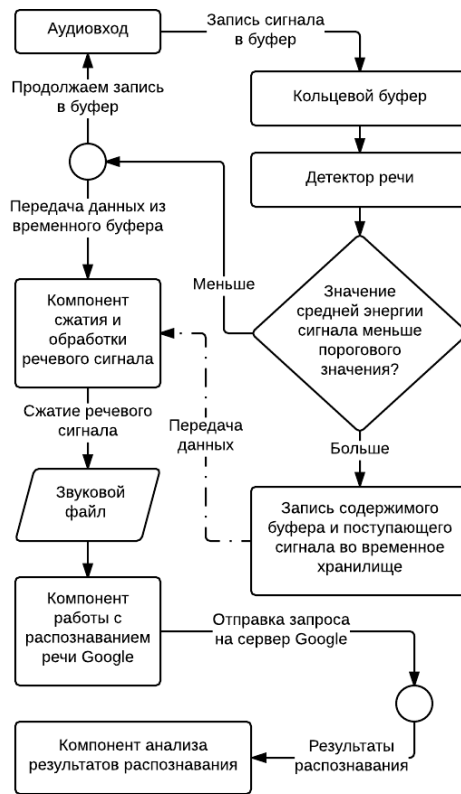 Аудиовход
Запись сигнала
в буфер
Продолжаем запись
в буфер
Кольцевой буфер
Детектор речи
Передача данных из
временного буфера
Компонент
сжатия и
обработки
речевого сигнала
Меньше
Значение
средней энергии
сигнала меньше
порогового
значения?
Сжатие речевого
сигнала
Передача
данных
Больше
Звуковой
файл
Запись содержимого
буфера и поступающего
сигнала во временное
хранилище
Компонент
работы с
распознаванием
речи Google
Отправка запроса
на сервер Google
Компонент анализа
результатов распознавания
Результаты
распознавания